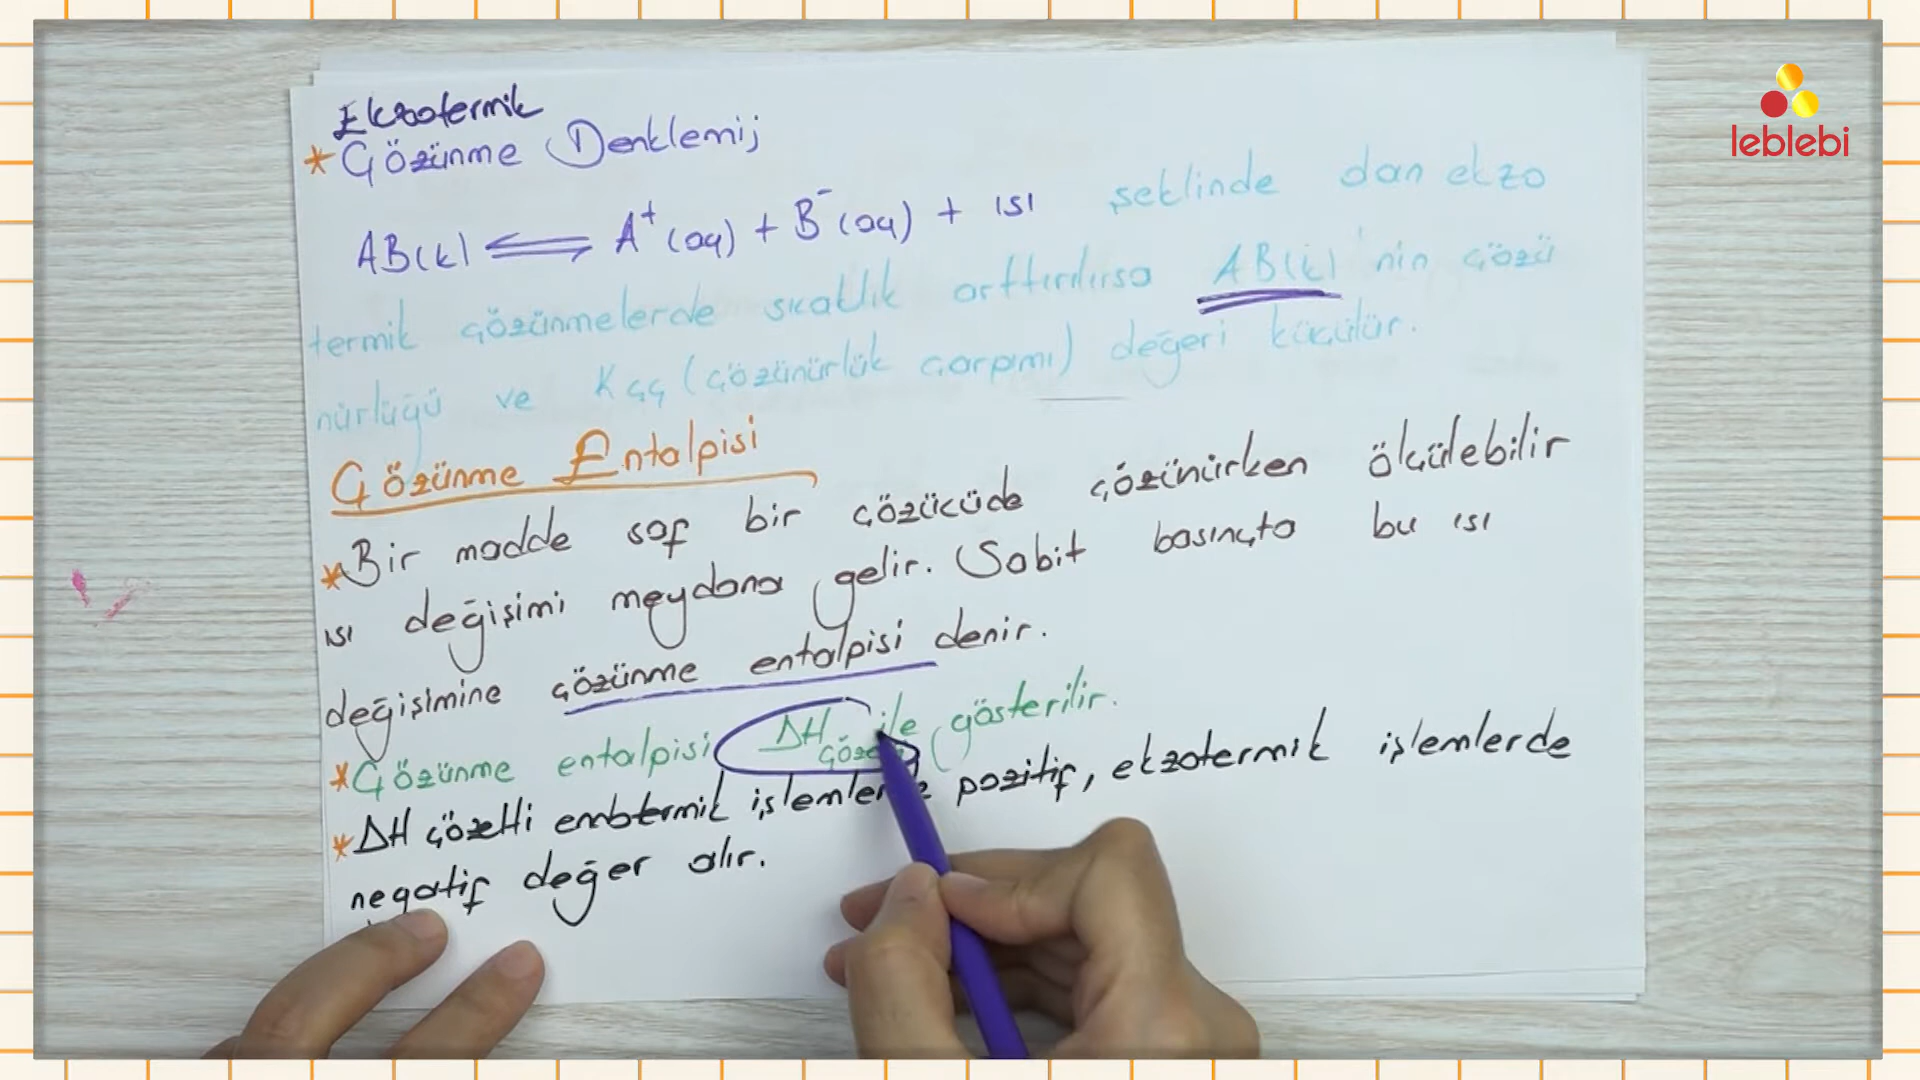 Ekzotermik
* Çözünme Denklemi;
AB(k) ⇌ A⁺(aq) + B⁻(aq) + ısı şeklinde olan ekzo
termik çözünmelerde sıcaklık arttırılırsa AB(k)'nin çözü
nürlüğü ve Kçç (çözünürlük çarpımı) değeri küçülür.
Çözünme Entalpisi
* Bir madde saf bir çözücüde çözünürken ölçülebilir
ısı değişimi meydana gelir. Sabit basınçta bu ısı
değişimine çözünme entalpisi denir.
* Çözünme entalpisi ΔH ile gösterilir.
* ΔH çözelti endotermik işlemlerde pozitif, ekzotermik işlemlerde
negatif değer alır.
leblebi